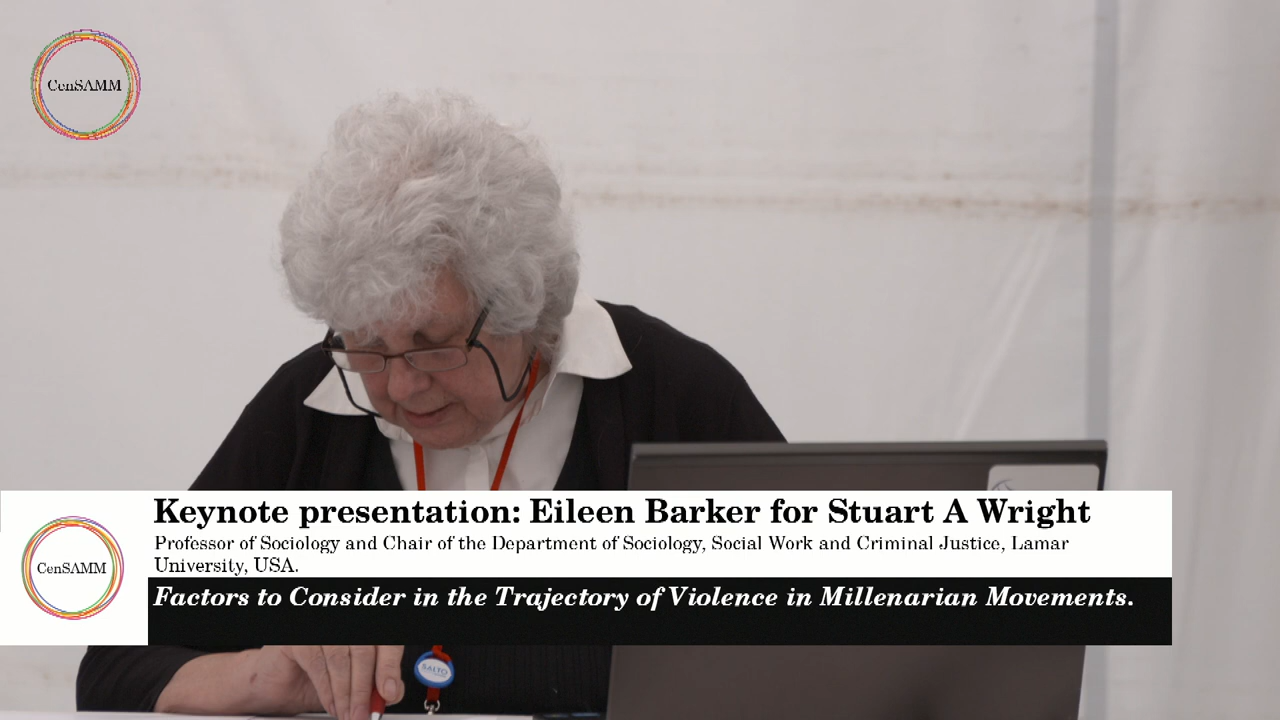 CenSAMM
Keynote presentation: Eileen Barker for Stuart A Wright
Professor of Sociology and Chair of the Department of Sociology, Social Work and Criminal Justice, Lamar
University, USA.
CenSAMM
Factors to Consider in the Trajectory of Violence in Millenarian Movements.
SALTO